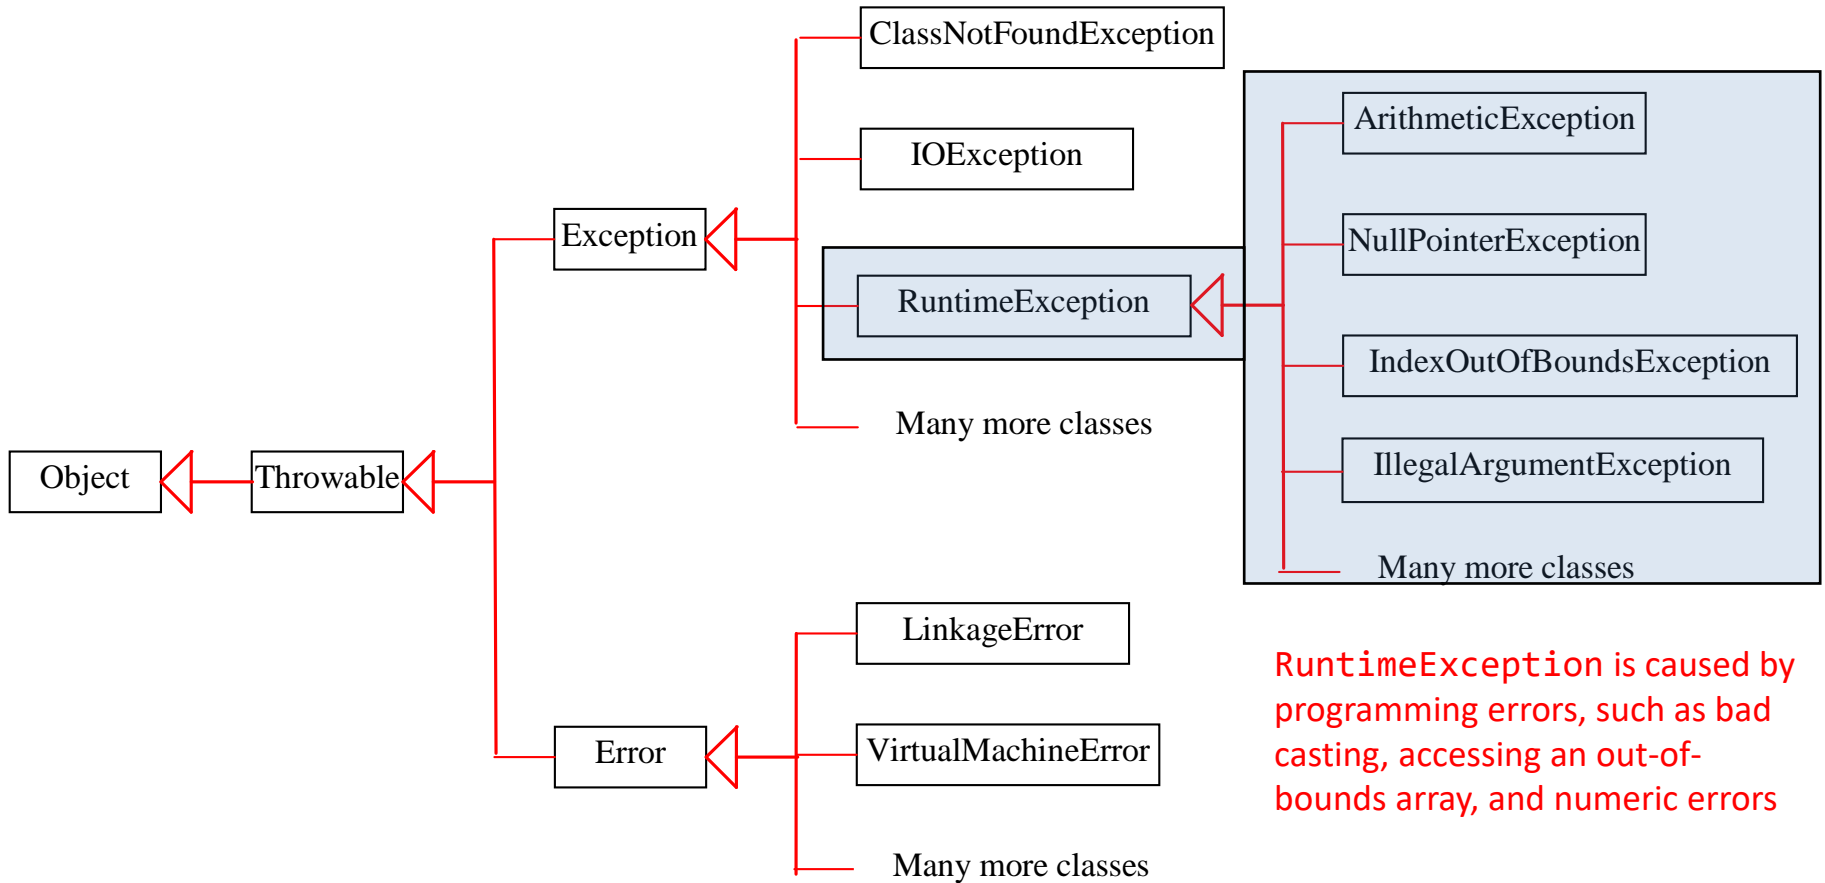 ClassNotFoundException
ArithmeticException
IOException
Exception
NullPointerException
RuntimeException
IndexOutOfBoundsException
Many more classes
Object
Throwable
IllegalArgumentException
Many more classes
LinkageError
RuntimeException is caused by
programming errors, such as bad
casting, accessing an out-of-
bounds array, and numeric errors
Error
VirtualMachineError
Many more classes